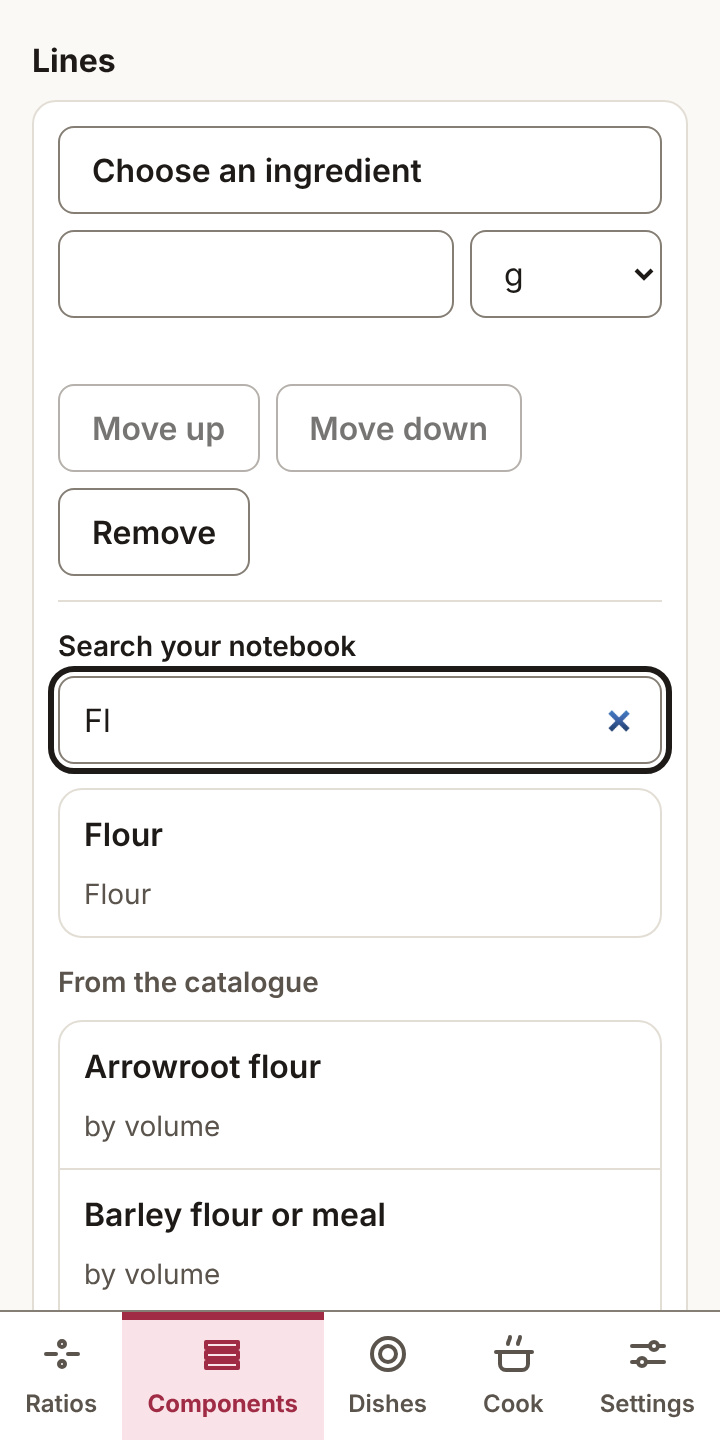 Lines
Choose an ingredient
g
Move up
Move down
Remove
Search your notebook
Fl
Flour
Flour
From the catalogue
Arrowroot flour
by volume
Barley flour or meal
by volume
Ratios
Components
Dishes
Cook
Settings